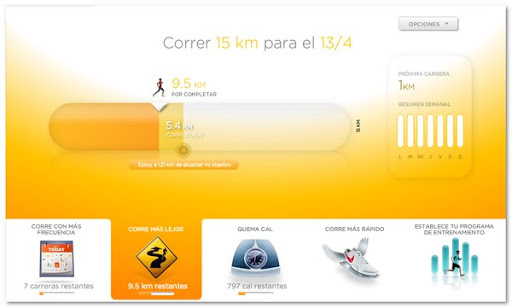 OPCIONES
Correr 15 km para el 13/4
9.5 KM
POR COMPLETAR
5.4 KM
COMPLETADO
15 KM
Estoy a 1.21 km de alcanzar mi objetivo
PRÓXIMA CARRERA
1KM
RESUMEN SEMANAL
L M Mi J V S D
CORRE CON MÁS
FRECUENCIA
TODAY
7 carreras restantes
CORRE MÁS LEJOS
9.5 km restantes
QUEMA CAL
797 cal restantes
CORRE MÁS RÁPIDO
ESTABLECE TU PROGRAMA
DE ENTRENAMIENTO